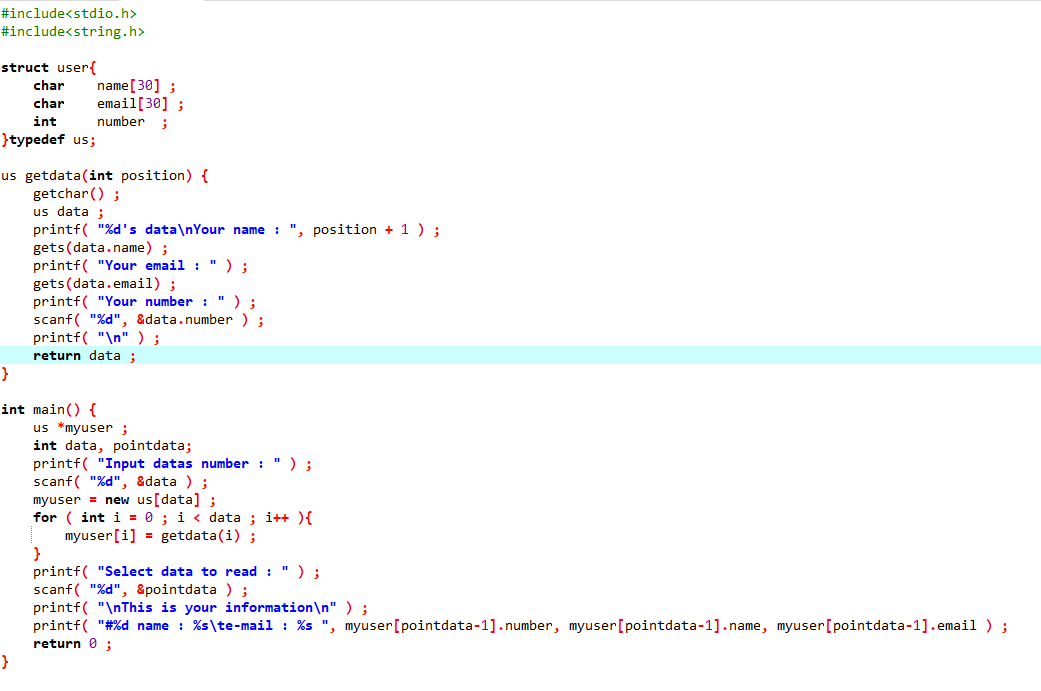 #include<stdio.h>
#include<string.h>
struct user{
char    name[30] ;
char    email[30] ;
int     number  ;
}typedef us;
us getdata(int position) {
getchar() ;
us data ;
printf( "%d's data\nYour name : ", position + 1 ) ;
gets(data.name) ;
printf( "Your email : " ) ;
gets(data.email) ;
printf( "Your number : " ) ;
scanf( "%d", &data.number ) ;
printf( "\n" ) ;
return data ;
}
int main() {
us *myuser ;
int data, pointdata;
printf( "Input datas number : " ) ;
scanf( "%d", &data ) ;
myuser = new us[data] ;
for ( int i = 0 ; i < data ; i++ ){
myuser[i] = getdata(i) ;
}
printf( "Select data to read : " ) ;
scanf( "%d", &pointdata ) ;
printf( "\nThis is your information\n" ) ;
printf( "#%d name : %s\te-mail : %s ", myuser[pointdata-1].number, myuser[pointdata-1].name, myuser[pointdata-1].email ) ;
return 0 ;
}